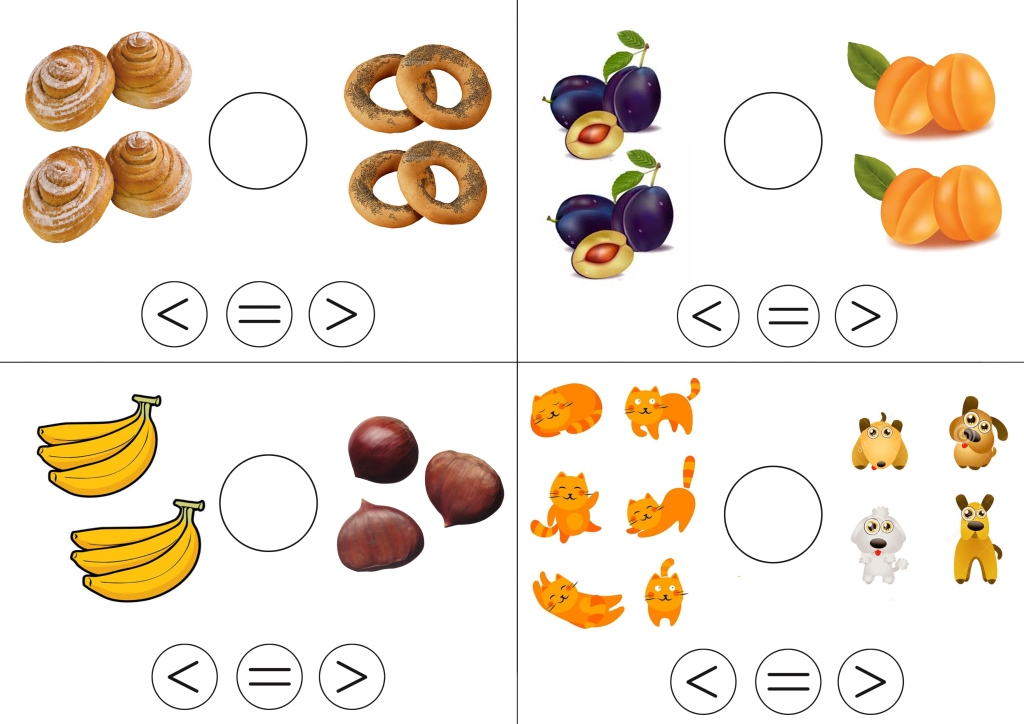 < = >
< = >
< = >
< = >